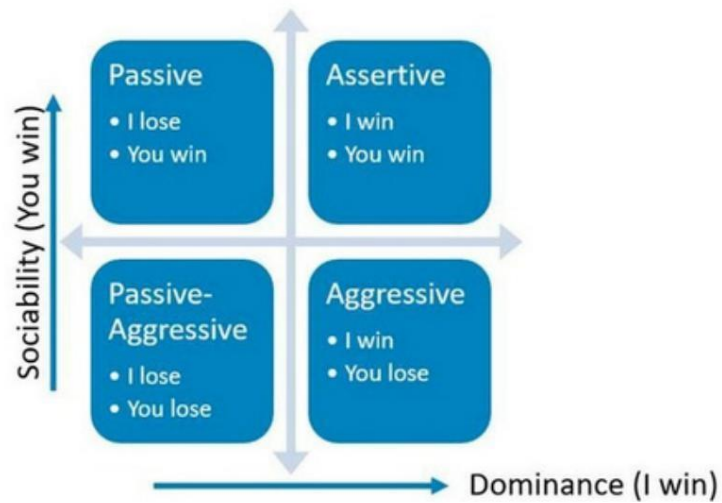 Passive
• I lose
• You win
Assertive
• I win
• You win
Passive-
Aggressive
• I lose
• You lose
Aggressive
• I win
• You lose
Sociability (You win)
Dominance (I win)